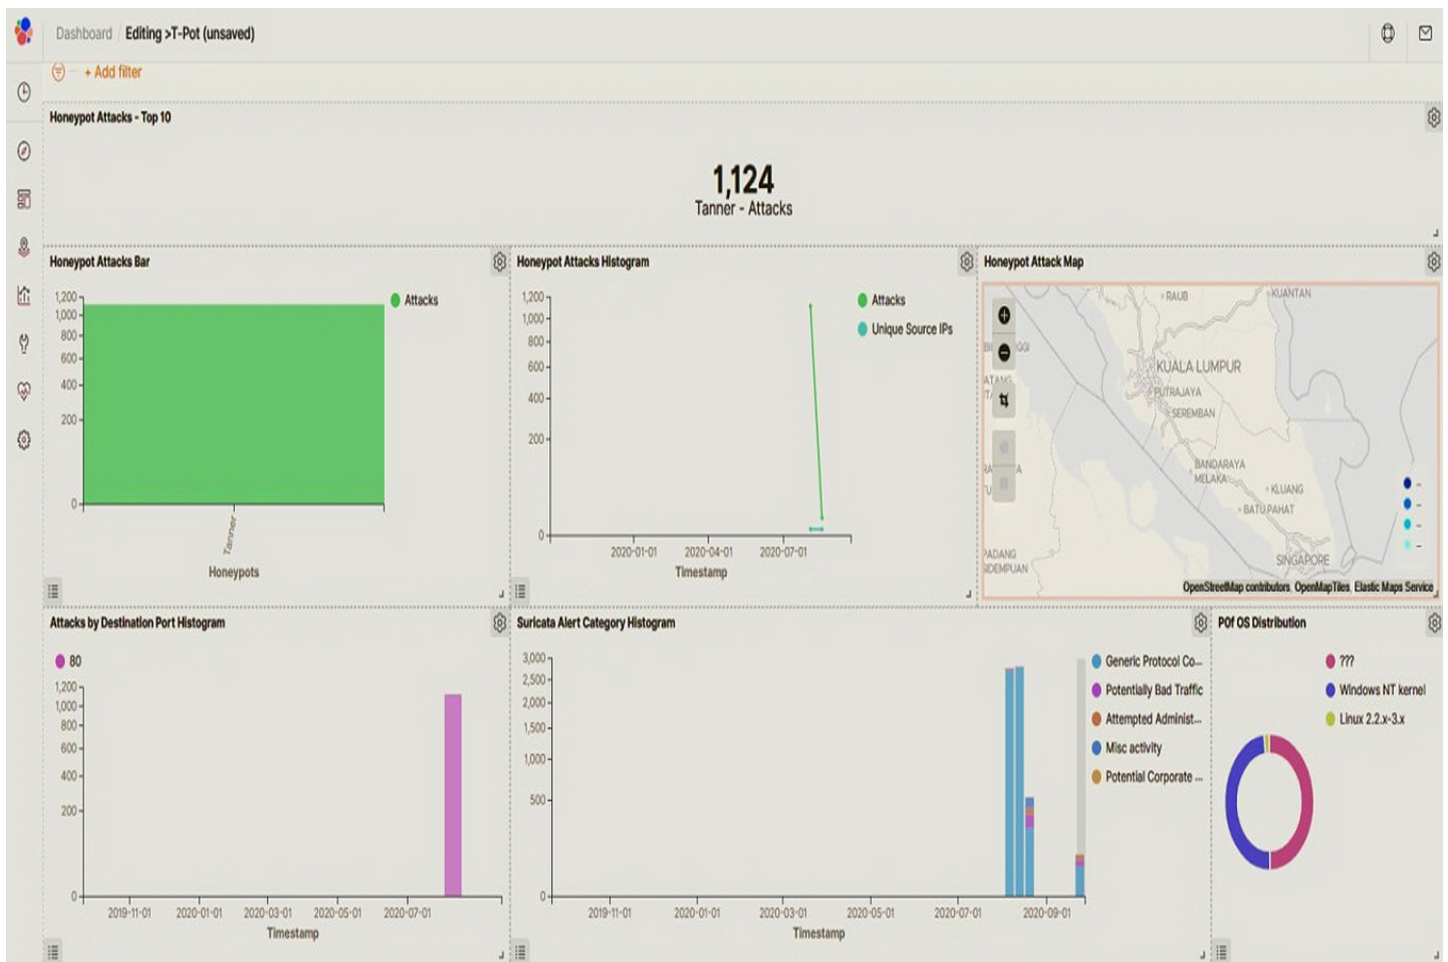 Dashboard / Editing >T-Pot (unsaved)
+ Add filter
Honeypot Attacks - Top 10
1,124
Tanner - Attacks
Honeypot Attacks Bar
1,200
1,000
800
600
400
200
0
Tanner
Honeypots
Attacks
Honeypot Attacks Histogram
1,200
1,000
800
600
400
200
0
2020-01-01 2020-04-01 2020-07-01
Timestamp
Attacks
Unique Source IPs
Honeypot Attack Map
RAUB
KUANTAN
KUALA LUMPUR
PUTRAJAYA
SEREMBAN
BANDARAYA
MELAKA
KLUANG
BATU PAHAT
SINGAPORE
OpenStreetMap contributors, OpenMapTiles, Elastic Maps Service
Attacks by Destination Port Histogram
80
1,200
1,000
800
600
400
200
0
2019-11-01 2020-01-01 2020-03-01 2020-05-01 2020-07-01
Timestamp
Suricata Alert Category Histogram
3,000
2,500
2,000
1,500
1,000
500
0
2019-11-01 2020-01-01 2020-03-01 2020-05-01 2020-07-01 2020-09-01
Timestamp
Generic Protocol Co...
Potentially Bad Traffic
Attempted Administ...
Misc activity
Potential Corporate ...
P0f OS Distribution
???
Windows NT kernel
Linux 2.2.x-3.x